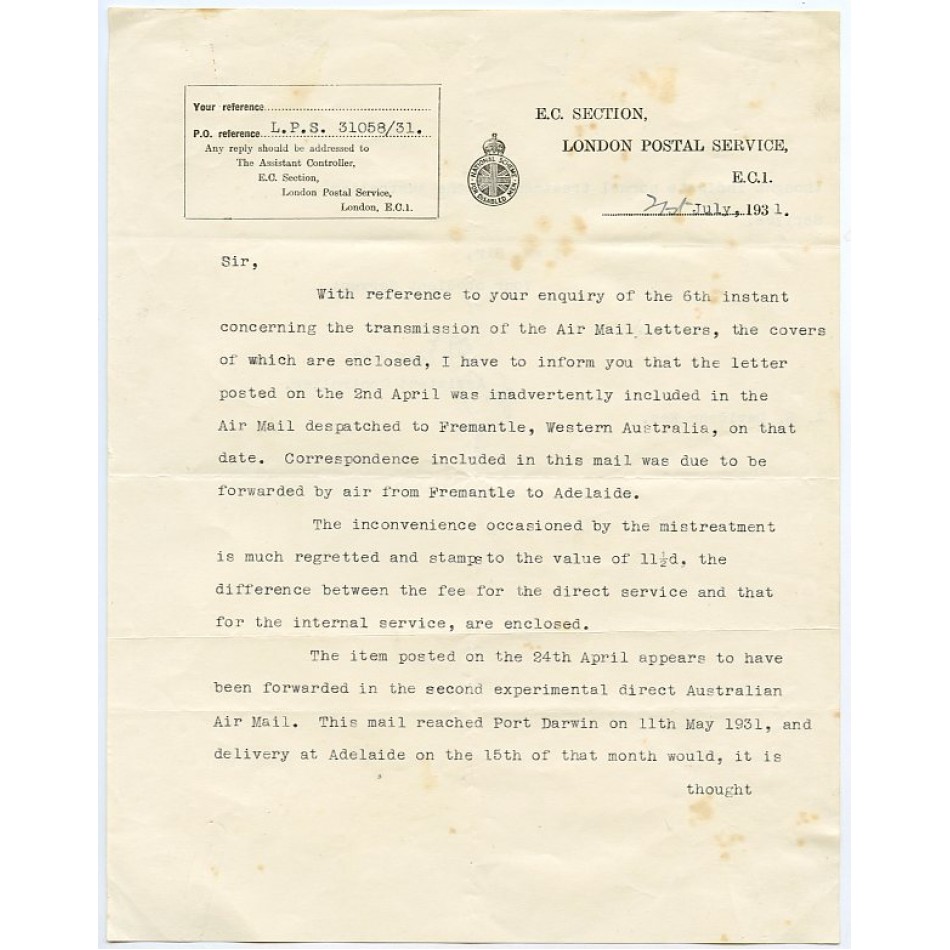 Your reference
P.O. reference L.P.S. 31058/31.
Any reply should be addressed to
The Assistant Controller,
E.C. Section,
London Postal Service,
London, E.C.1.
E.C. SECTION,
LONDON POSTAL SERVICE,
E.C.1.
21st July, 1931.
NATIONAL SCHEME
FOR DISABLED MEN
Sir,
With reference to your enquiry of the 6th instant
concerning the transmission of the Air Mail letters, the covers
of which are enclosed, I have to inform you that the letter
posted on the 2nd April was inadvertently included in the
Air Mail despatched to Fremantle, Western Australia, on that
date. Correspondence included in this mail was due to be
forwarded by air from Fremantle to Adelaide.
The inconvenience occasioned by the mistreatment
is much regretted and stamps to the value of 11½d, the
difference between the fee for the direct service and that
for the internal service, are enclosed.
The item posted on the 24th April appears to have
been forwarded in the second experimental direct Australian
Air Mail. This mail reached Port Darwin on 11th May 1931, and
delivery at Adelaide on the 15th of that month would, it is
thought